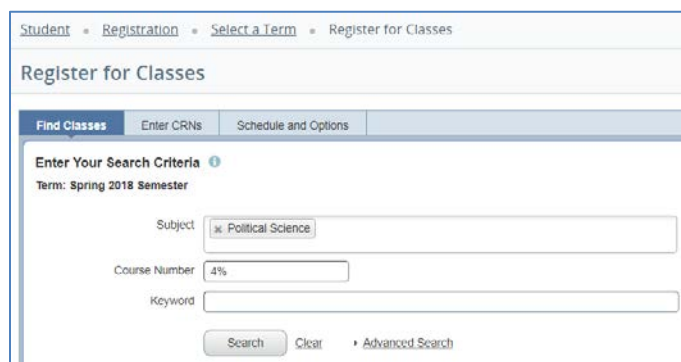 Student • Registration • Select a Term • Register for Classes
Register for Classes
Find Classes Enter CRNs Schedule and Options
Enter Your Search Criteria
Term: Spring 2018 Semester
Subject × Political Science
Course Number 4%
Keyword
Search Clear Advanced Search